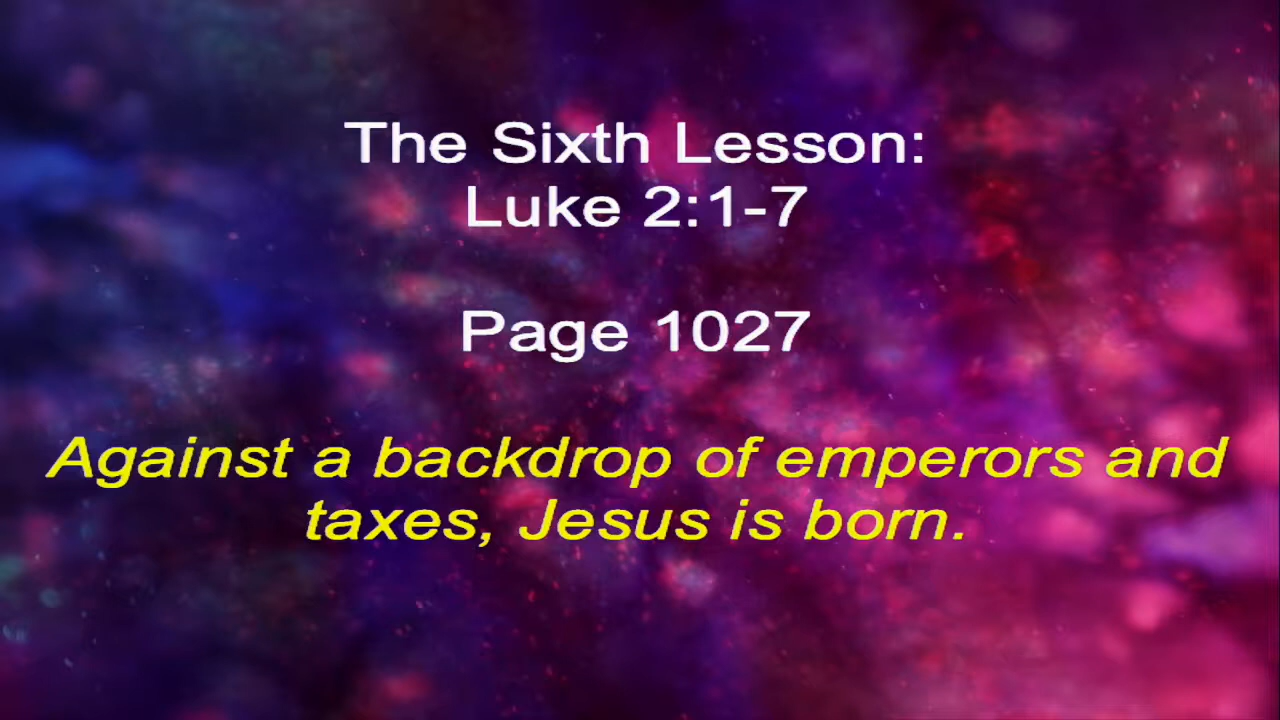 The Sixth Lesson:
Luke 2:1-7
Page 1027
Against a backdrop of emperors and
taxes, Jesus is born.